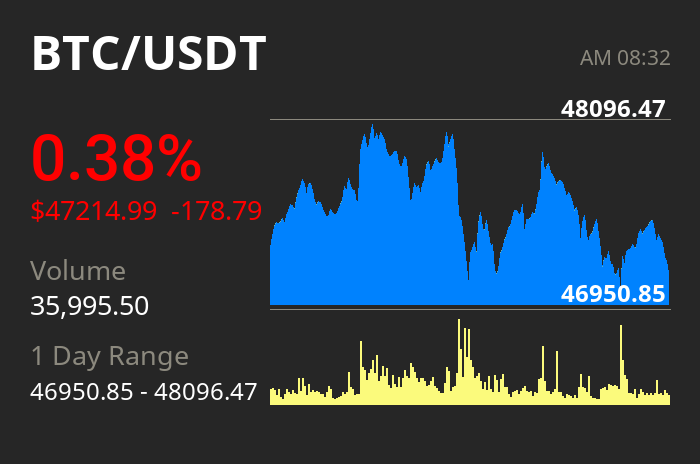 BTC/USDT
AM 08:32
48096.47
0.38%
$47214.99 -178.79
Volume
35,995.50
46950.85
1 Day Range
46950.85 - 48096.47